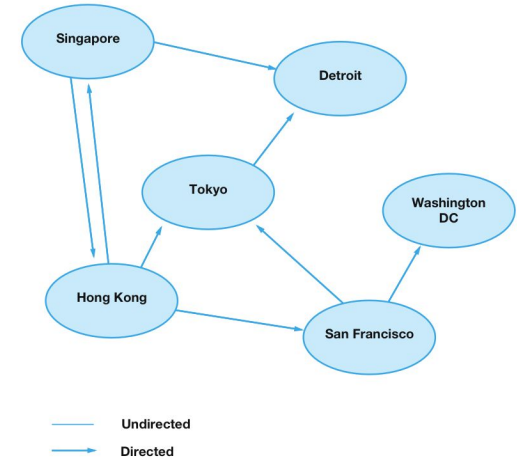 Singapore
Detroit
Tokyo
Washington
DC
Hong Kong
San Francisco
Undirected
Directed